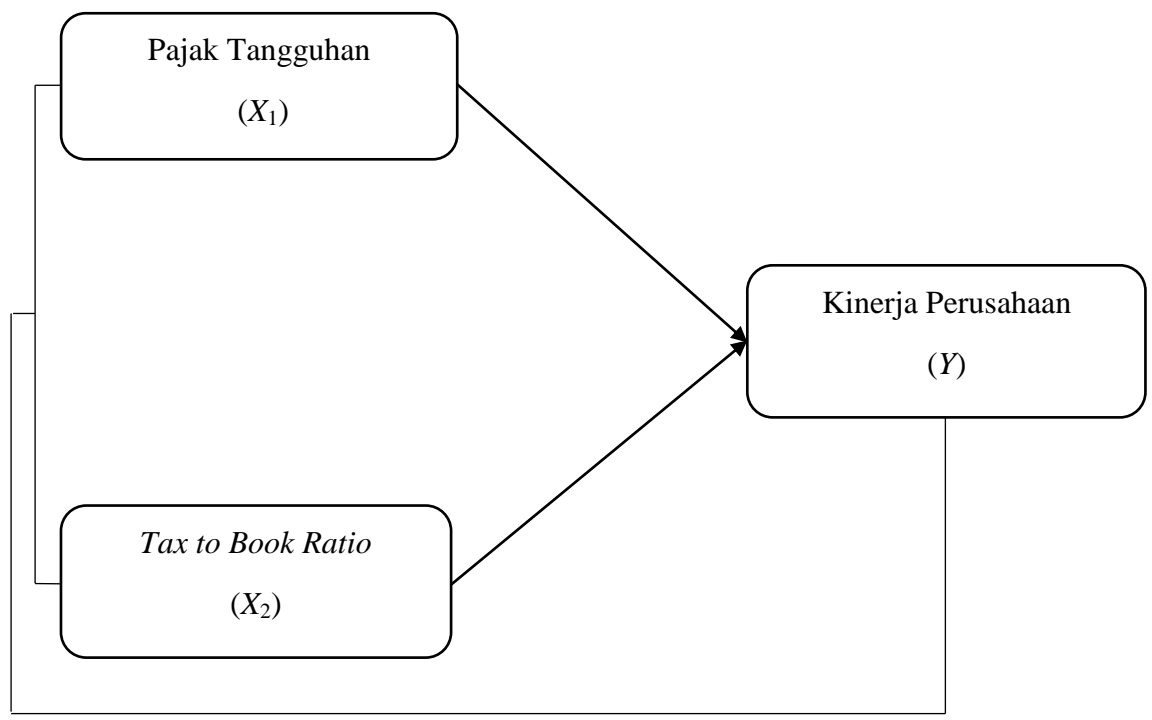 Pajak Tangguhan
(X₁)
Kinerja Perusahaan
(Y)
Tax to Book Ratio
(X₂)